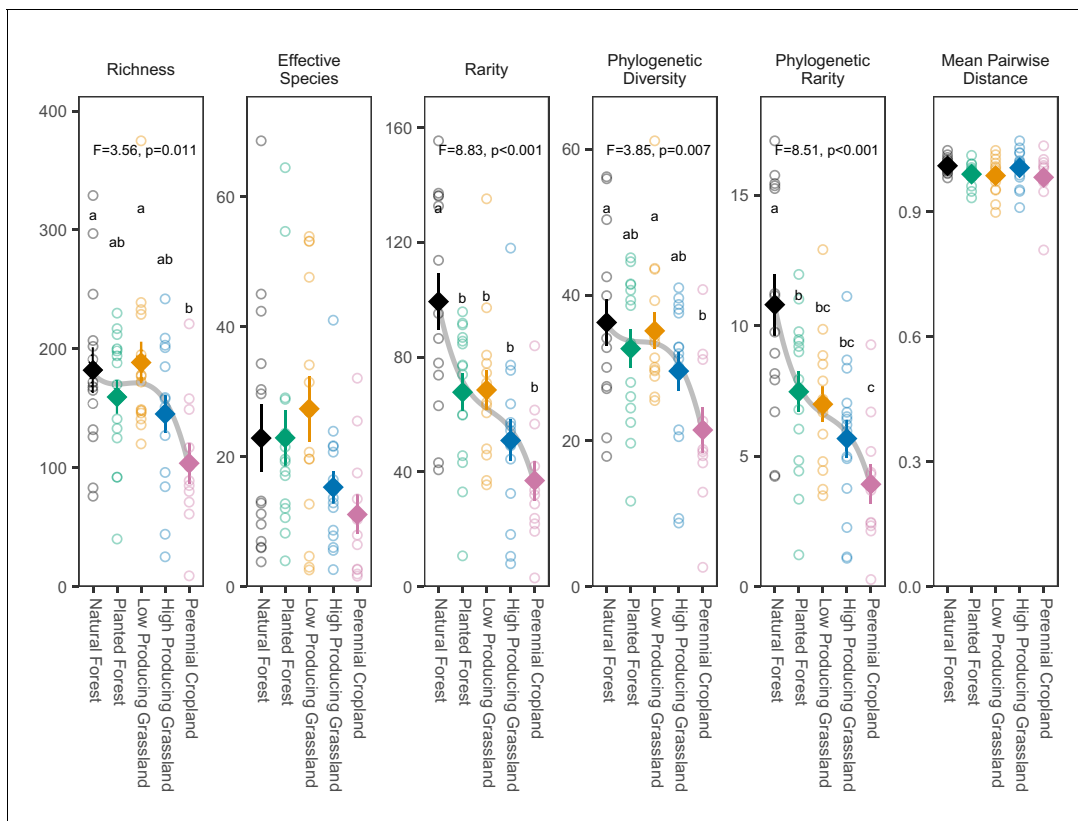 Richness
Effective
Species
Rarity
Phylogenetic
Diversity
Phylogenetic
Rarity
Mean Pairwise
Distance
400
300
200
100
0
F=3.56, p=0.011
a
ab
a
ab
b
Natural Forest
Planted Forest
Low Producing Grassland
High Producing Grassland
Perennial Cropland
60
40
20
0
Natural Forest
Planted Forest
Low Producing Grassland
High Producing Grassland
Perennial Cropland
160
120
80
40
0
F=8.83, p<0.001
a
b
b
b
b
Natural Forest
Planted Forest
Low Producing Grassland
High Producing Grassland
Perennial Cropland
60
40
20
0
F=3.85, p=0.007
a
ab
a
ab
b
Natural Forest
Planted Forest
Low Producing Grassland
High Producing Grassland
Perennial Cropland
15
10
5
0
F=8.51, p<0.001
a
b
bc
bc
c
Natural Forest
Planted Forest
Low Producing Grassland
High Producing Grassland
Perennial Cropland
0.9
0.6
0.3
0.0
Natural Forest
Planted Forest
Low Producing Grassland
High Producing Grassland
Perennial Cropland